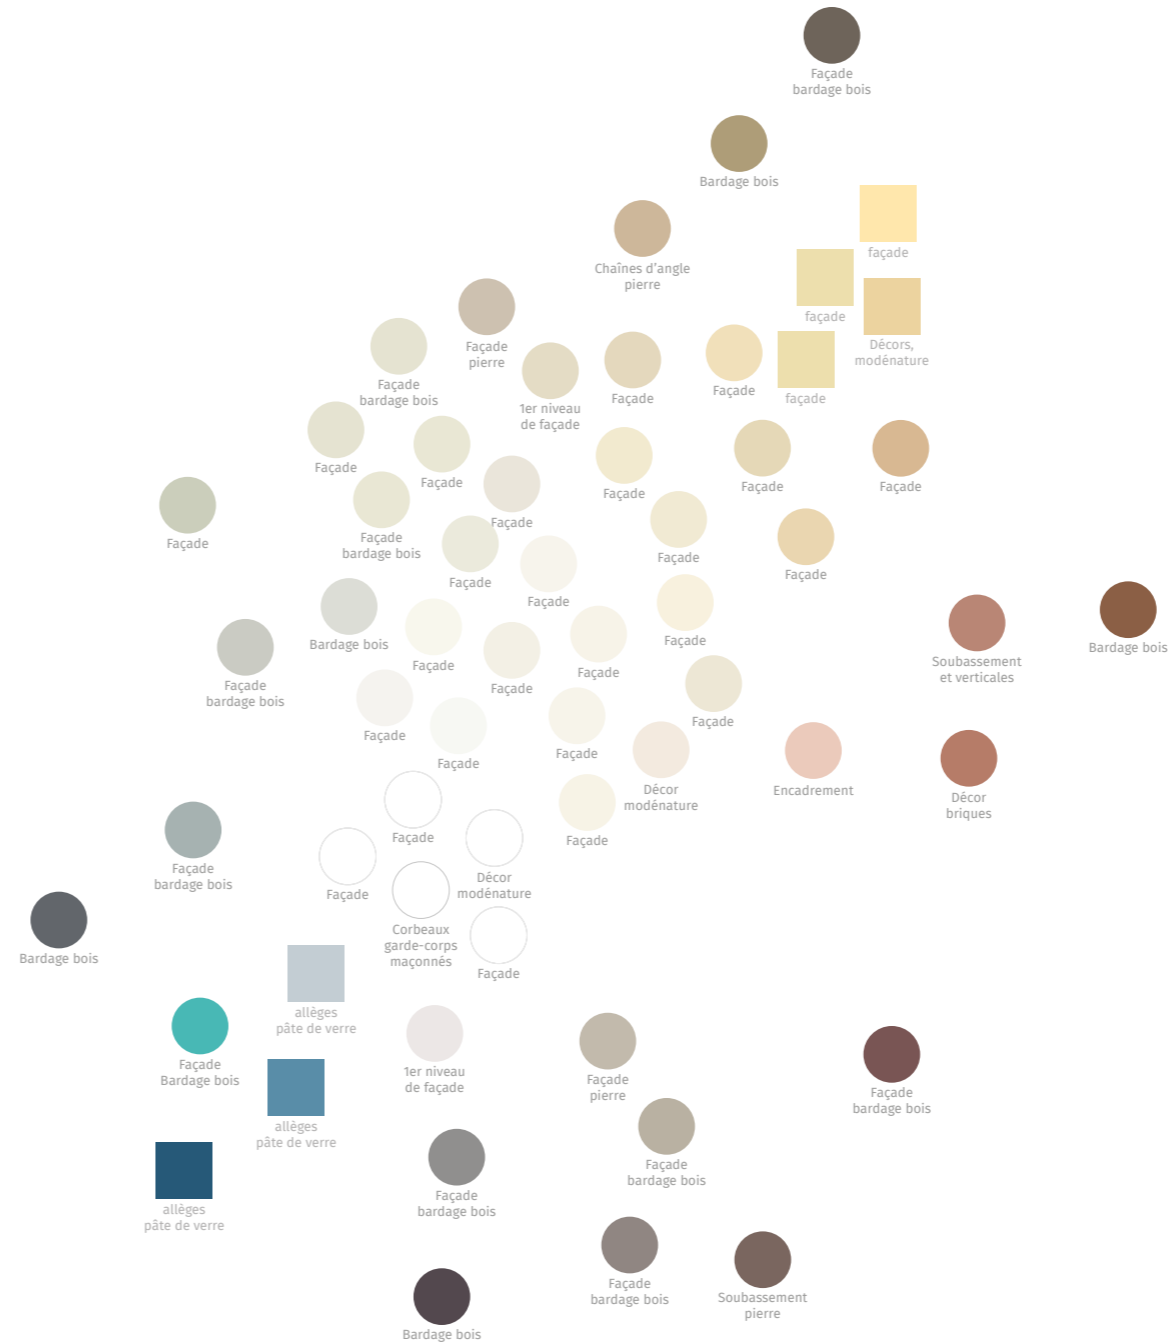 Façade
bardage bois
Bardage bois
façade
Chaînes d'angle
pierre
façade
Façade
pierre
Décors,
modénature
Façade
bardage bois
1er niveau
de façade
Façade
Façade
façade
Façade
Façade
Façade
Façade
Façade
Façade
Façade
Façade
bardage bois
Façade
Façade
Façade
Façade
Façade
Bardage bois
Façade
Façade
Façade
Façade
Soubassement
et verticales
Bardage bois
Façade
bardage bois
Façade
Façade
Façade
Façade
Décor
modénature
Encadrement
Décor
briques
Façade
Façade
Façade
bardage bois
Façade
Décor
modénature
Corbeaux
garde-corps
maçonnés
Façade
Bardage bois
allèges
pâte de verre
Façade
Bardage bois
1er niveau
de façade
Façade
pierre
Façade
bardage bois
allèges
pâte de verre
Façade
bardage bois
allèges
pâte de verre
Façade
bardage bois
Façade
bardage bois
Soubassement
pierre
Bardage bois